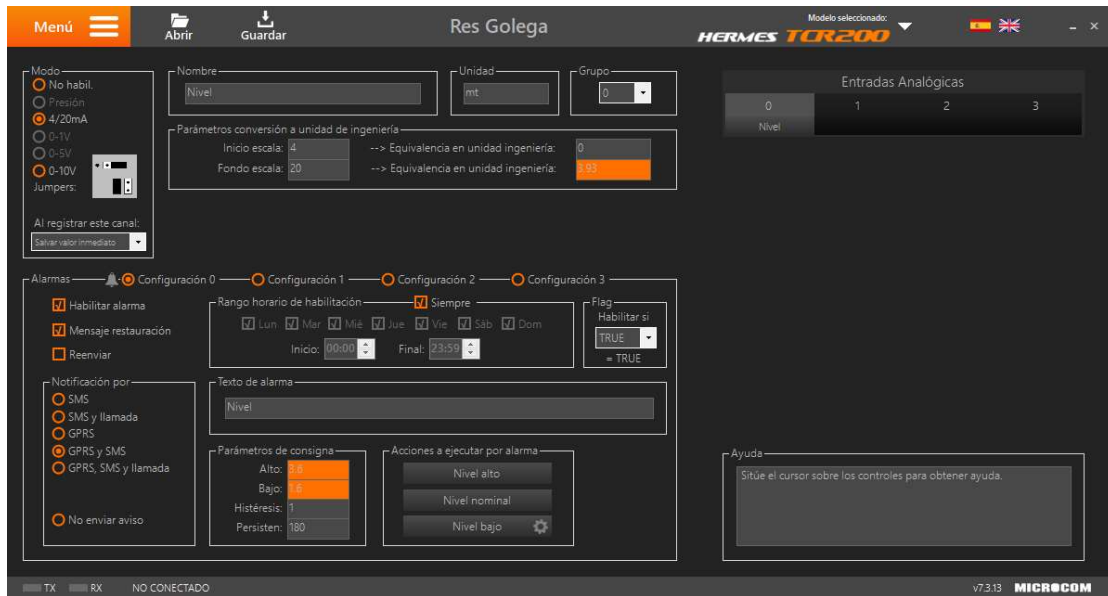 Menú
Abrir
Guardar
Res Golega
Modelo seleccionado:
HERMES TCR200
Modo
No habil.
Presión
4/20mA
0-1V
0-5V
0-10V
Jumpers:
Al registrar este canal:
Salvar valor inmediato
Nombre
Nivel
Unidad
mt
Grupo
0
Parámetros conversión a unidad de ingeniería
Inicio escala: 4 --> Equivalencia en unidad ingeniería: 0
Fondo escala: 20 --> Equivalencia en unidad ingeniería: 3.93
Entradas Analógicas
0 1 2 3
Nivel
Alarmas Configuración 0 Configuración 1 Configuración 2 Configuración 3
Habilitar alarma
Mensaje restauración
Reenviar
Rango horario de habilitación Siempre
Lun Mar Mié Jue Vie Sáb Dom
Inicio: 00:00 Final: 23:59
Flag
Habilitar si
TRUE
= TRUE
Notificación por
SMS
SMS y llamada
GPRS
GPRS y SMS
GPRS, SMS y llamada
No enviar aviso
Texto de alarma
Nivel
Parámetros de consigna
Alto: 3.6
Bajo: 1.6
Histéresis: 1
Persisten: 180
Acciones a ejecutar por alarma
Nivel alto
Nivel nominal
Nivel bajo
Ayuda
Sitúe el cursor sobre los controles para obtener ayuda.
TX RX NO CONECTADO
v7.3.13 MICROCOM